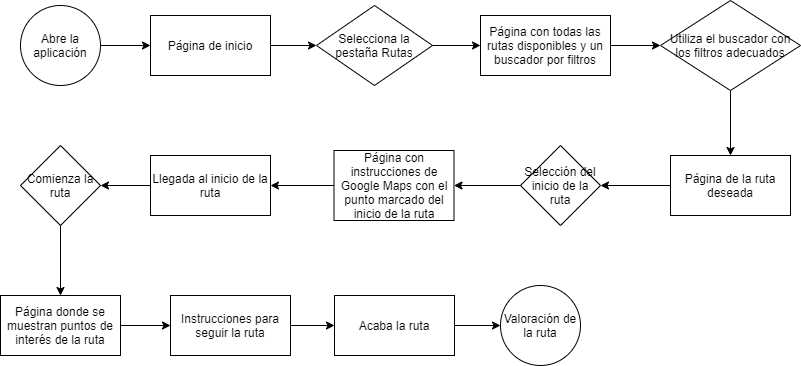 Abre la
aplicación
Página de inicio
Selecciona la
pestaña Rutas
Página con todas las
rutas disponibles y un
buscador por filtros
Utiliza el buscador con
los filtros adecuados
Comienza la
ruta
Llegada al inicio de la
ruta
Página con
instrucciones de
Google Maps con el
punto marcado del
inicio de la ruta
Selección del
inicio de la
ruta
Página de la ruta
deseada
Página donde se
muestran puntos de
interés de la ruta
Instrucciones para
seguir la ruta
Acaba la ruta
Valoración de
la ruta